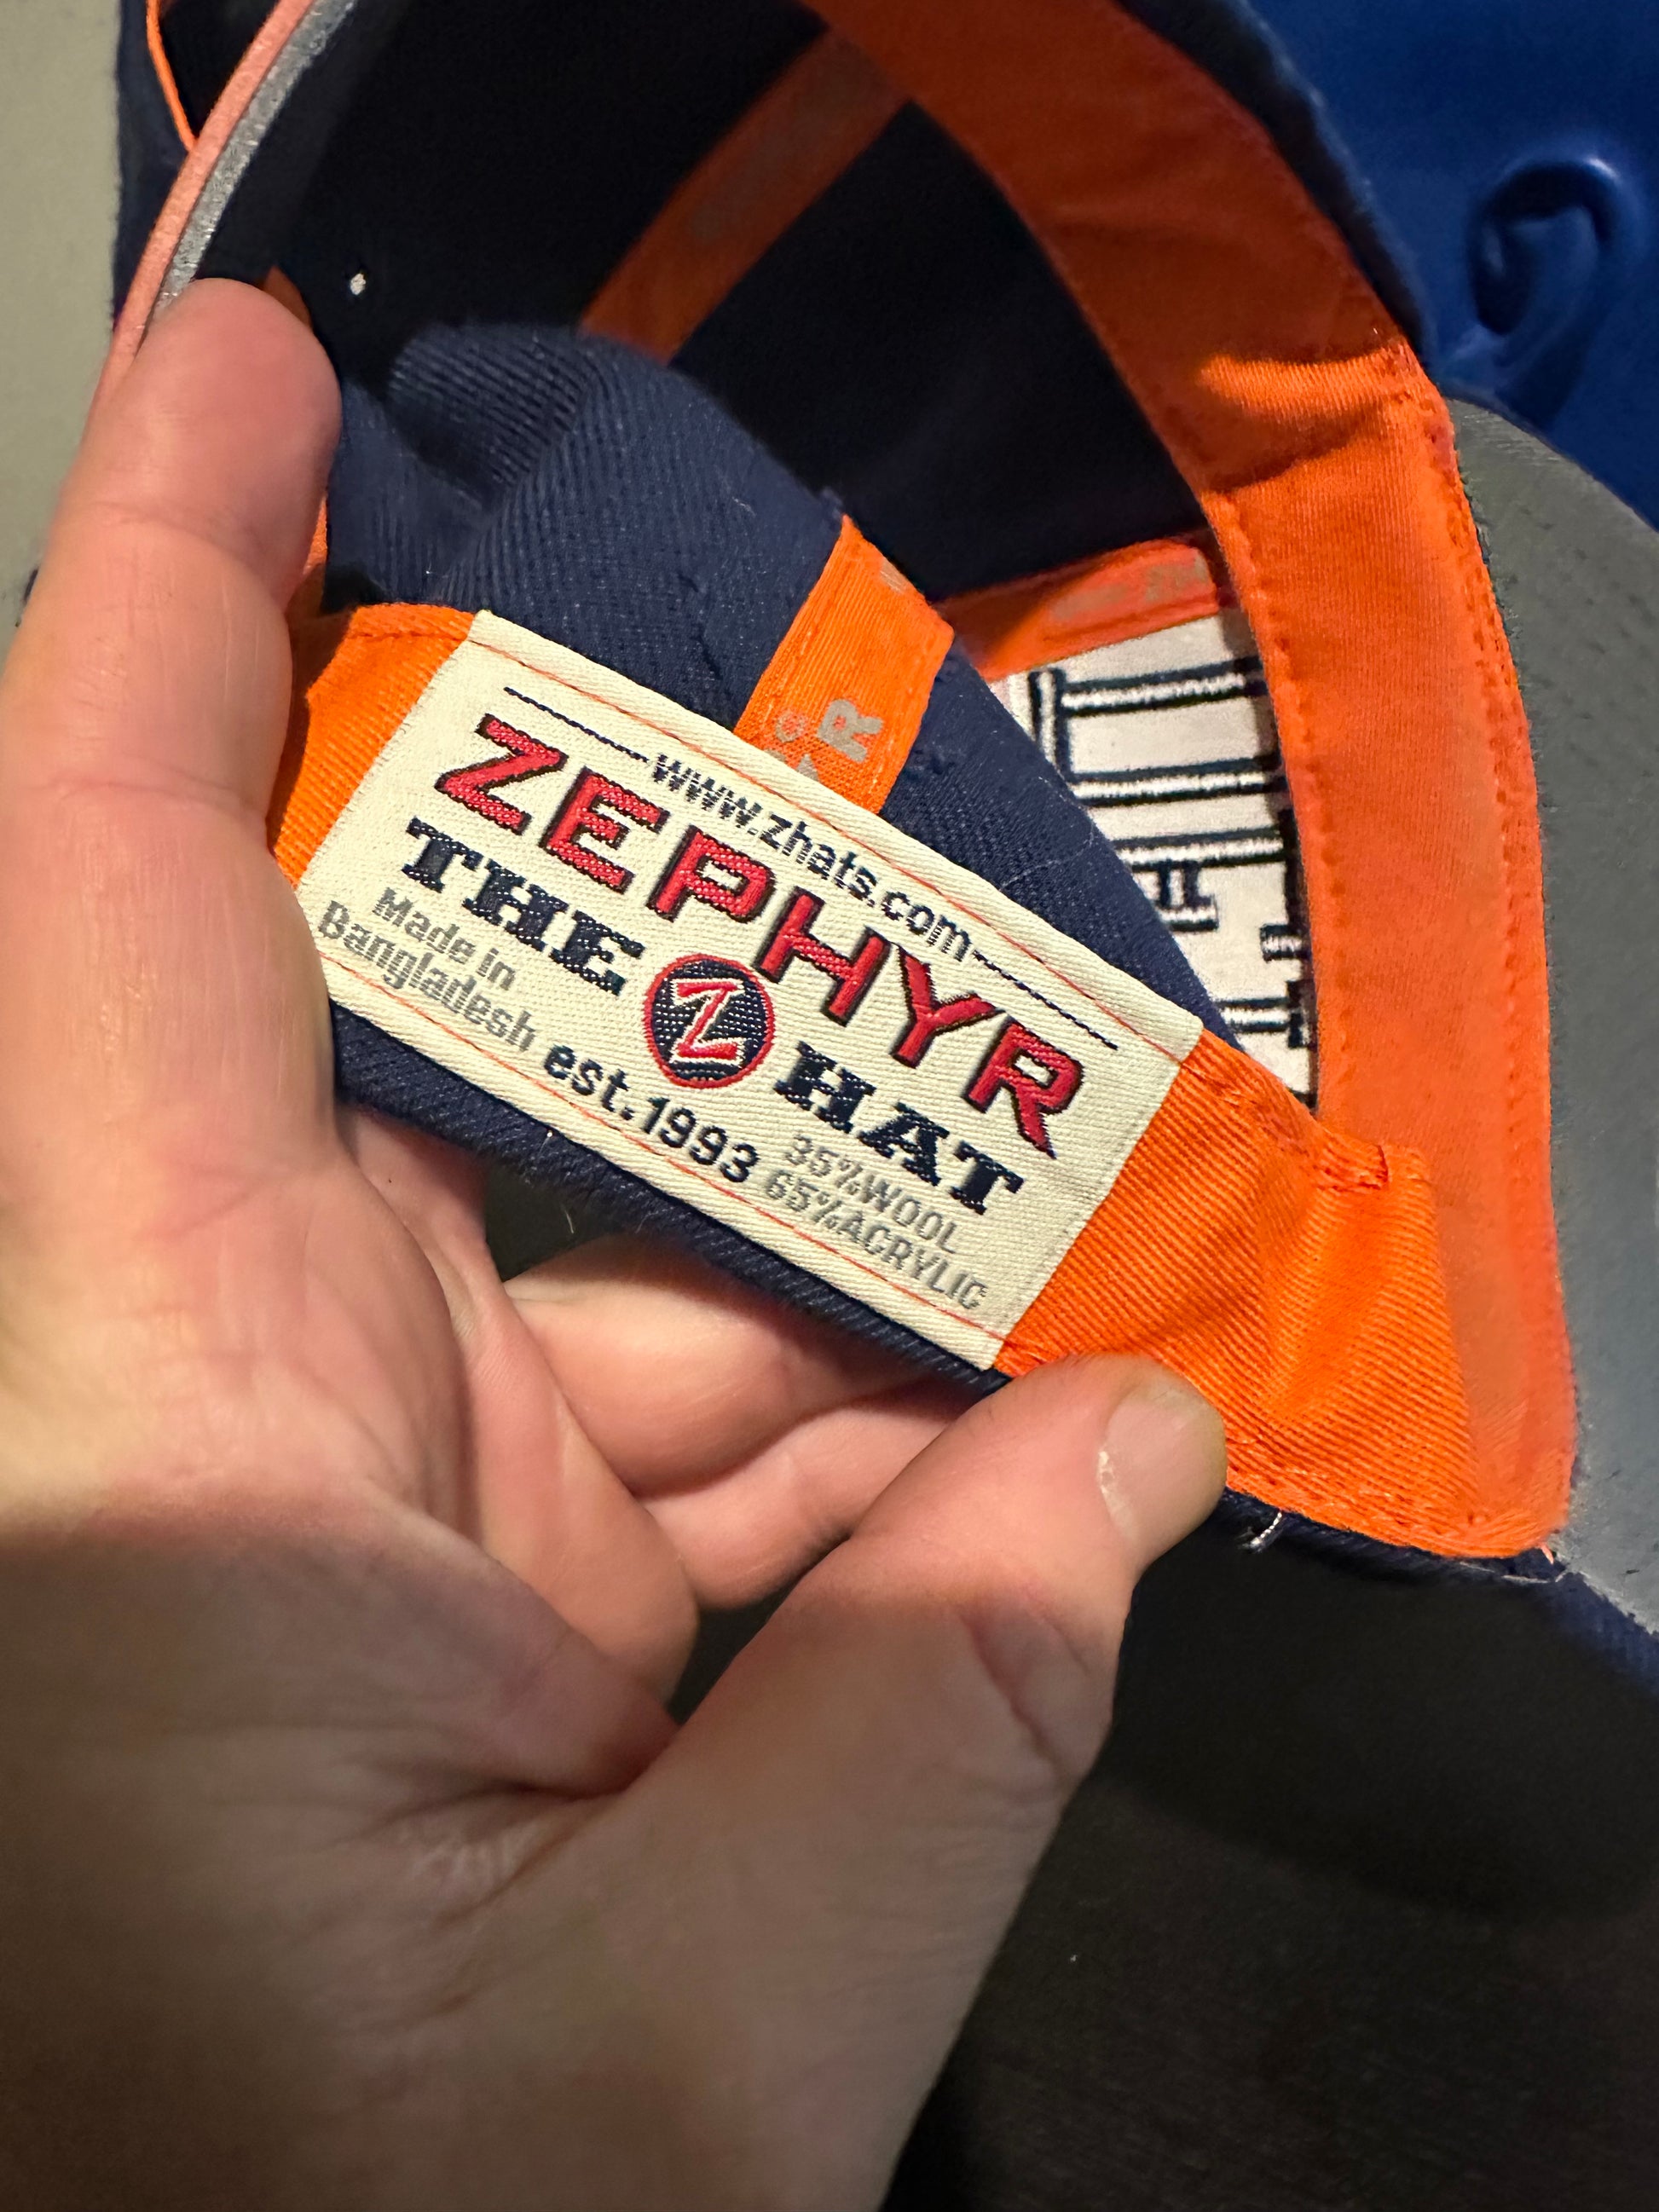 www.zhats.com
ZEPHYR
THE Z HAT
Made in
Bangladesh
est. 1993
35%WOOL
65%ACRYLIC
R